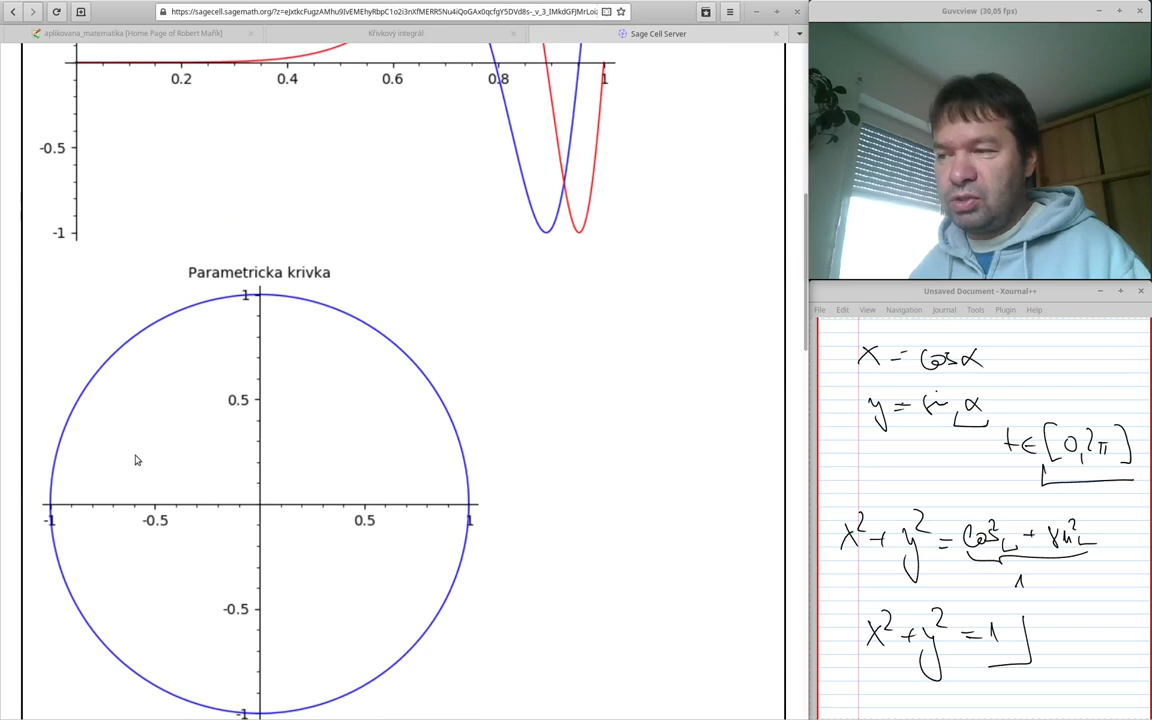 https://sagecell.sagemath.org/?z=eJxtkcFugzAMhu9IvEMEhyRbpC1o2i3nXfMERR5Nu4iQoGAx0qcfgY5DVd8s-_v_3_IMkdGFJMrLoiz
Guvcview (30,05 fps)
aplikovana_matematika [Home Page of Robert Mařík]
Křivkový integrál
Sage Cell Server
0.2
0.4
0.6
0.8
1
-0.5
-1
Parametricka krivka
1
0.5
-1
-0.5
0.5
1
-0.5
-1
Unsaved Document - Xournal++
File Edit View Navigation Journal Tools Plugin Help
x = cos α
y = sin α
t ∈ [0,2π]
x² + y² = cos² + sin²
1
x² + y² = 1